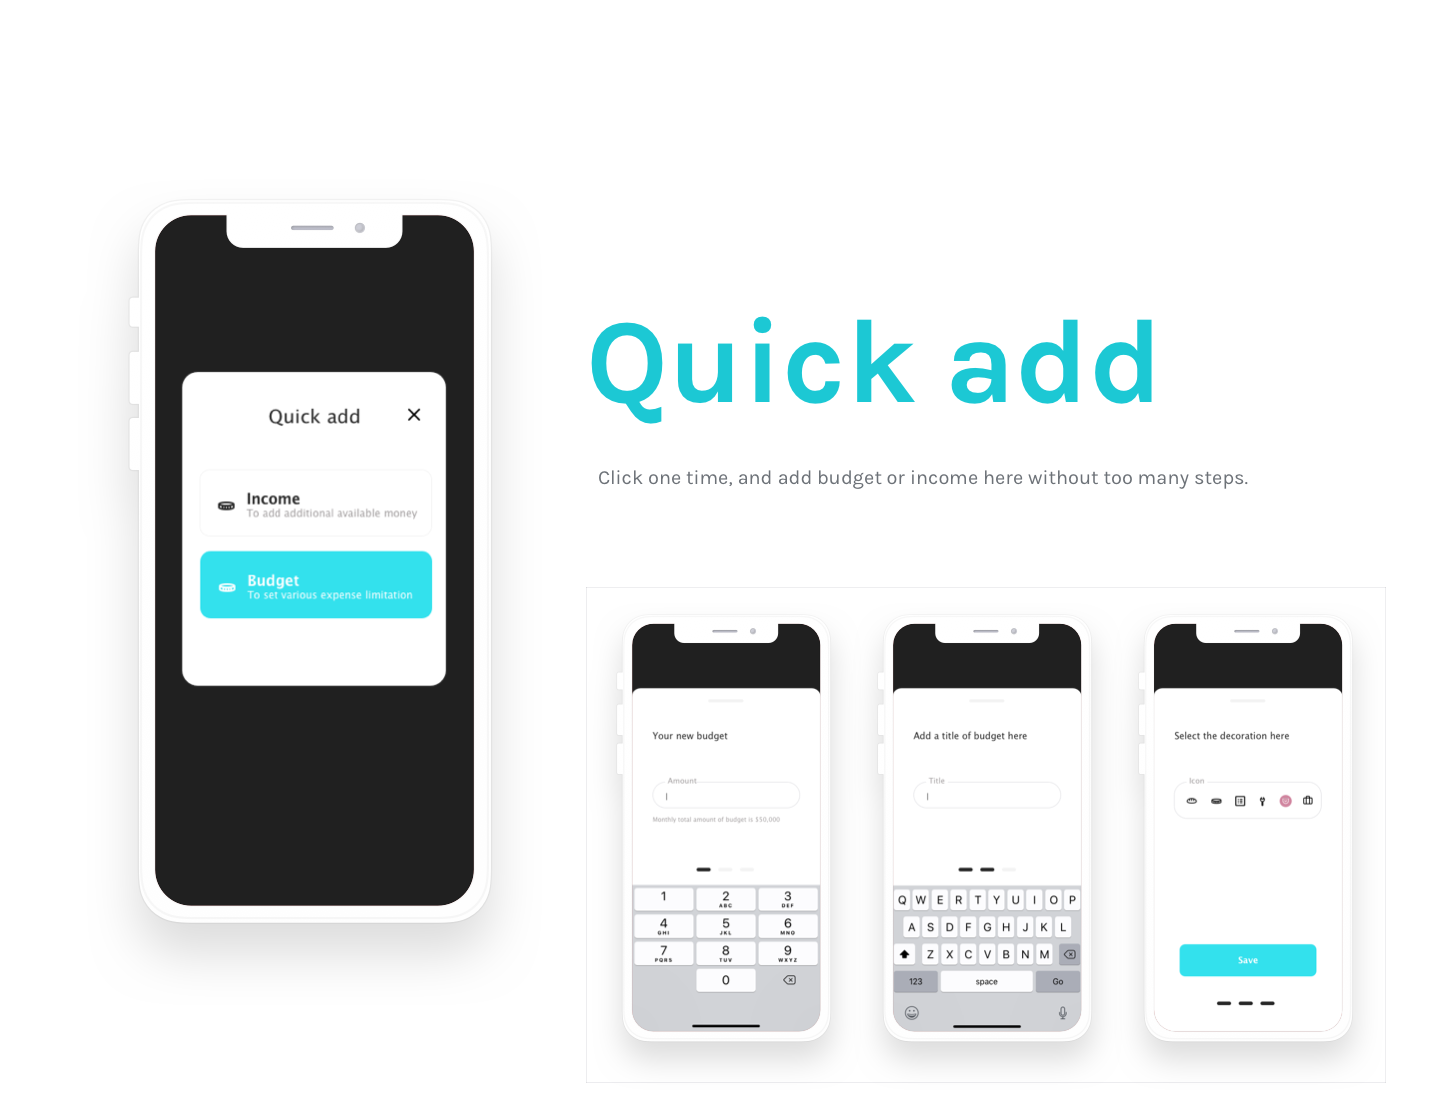 Quick add
Income
To add additional available money
Budget
To set various expense limitation
Quick add
Click one time, and add budget or income here without too many steps.
Your new budget
Amount
Monthly total amount of budget is $50,000
1 2 3
ABC DEF
4 5 6
GHI JKL MNO
7 8 9
PQRS TUV WXYZ
0
Add a title of budget here
Title
Q W E R T Y U I O P
A S D F G H J K L
Z X C V B N M
123 space Go
Select the decoration here
Icon
Save